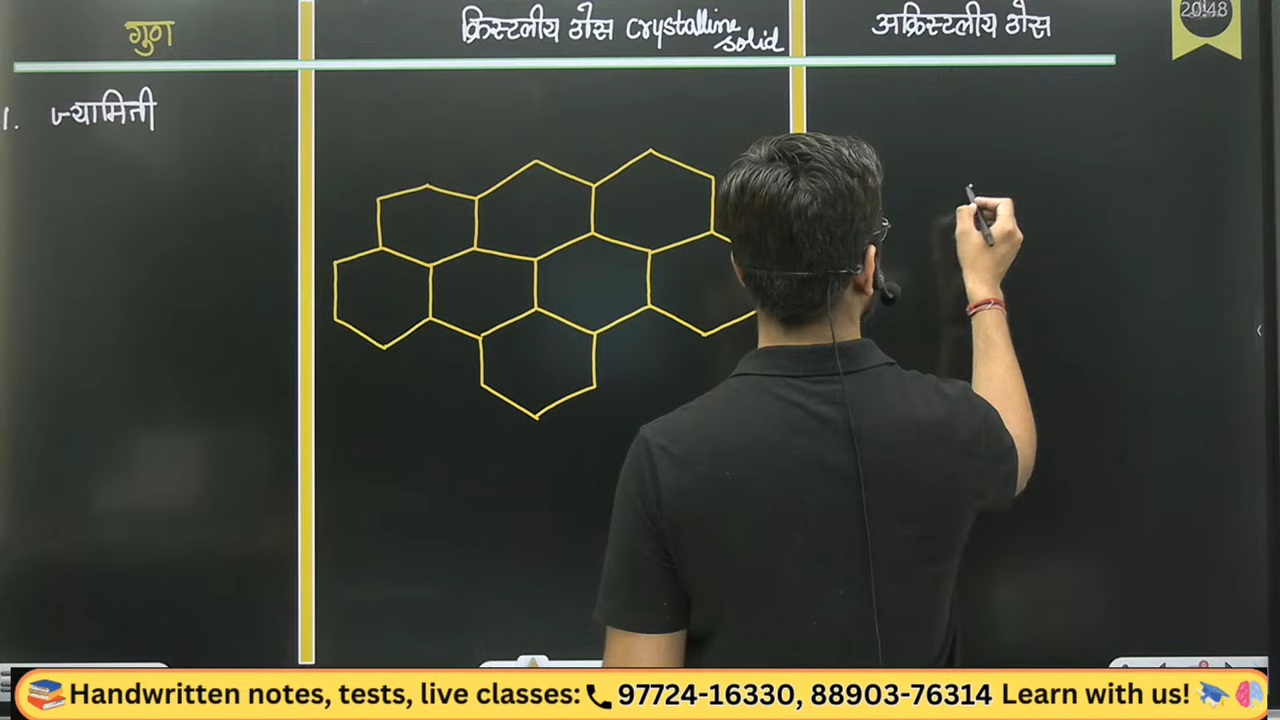 गुण
क्रिस्टलीय ठोस crystalline solid
अक्रिस्टलीय ठोस
20:48
1. ज्यामिती
Handwritten notes, tests, live classes: 97724-16330, 88903-76314 Learn with us!